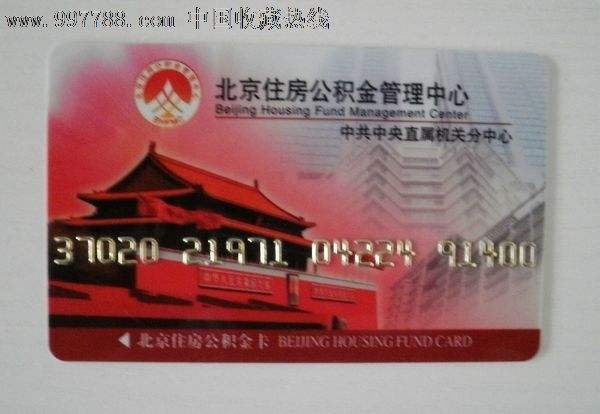 www.997788.com 中国收藏热线
北京住房公积金管理中心
Beijing Housing Fund Management Center
中共中央直属机关分中心
37020 21971 04224 91400
北京住房公积金卡 BEIJING HOUSING FUND CARD